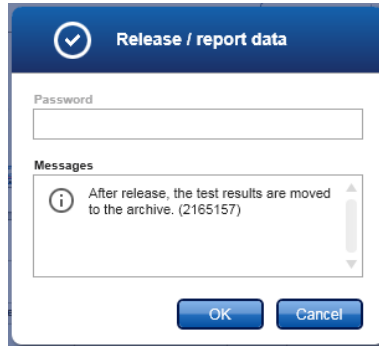 Release / report data
Password
Messages
After release, the test results are moved
to the archive. (2165157)
OK
Cancel